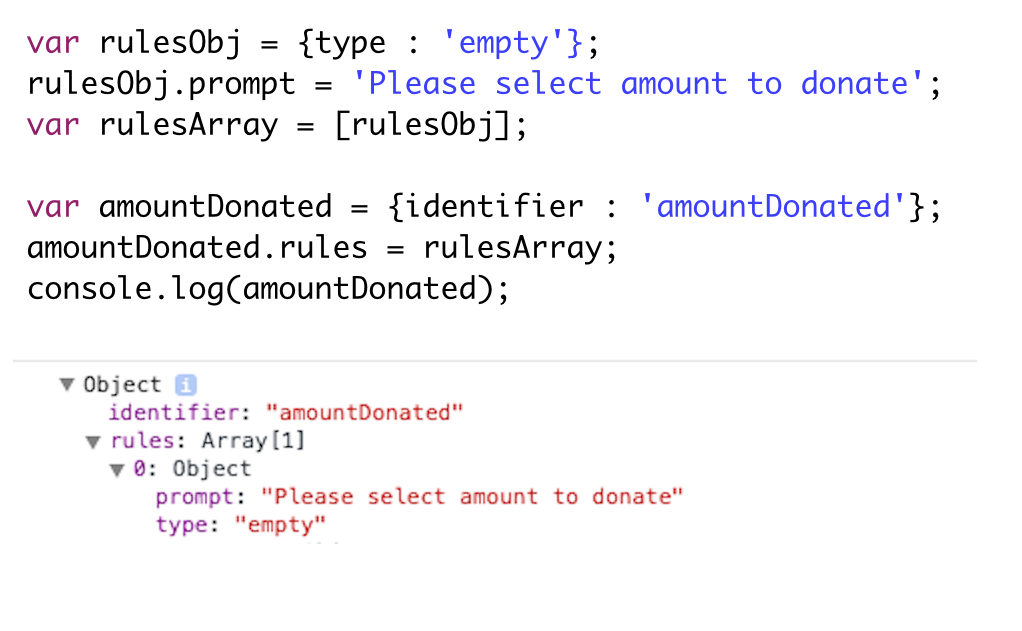 var rulesObj = {type : 'empty'};
rulesObj.prompt = 'Please select amount to donate';
var rulesArray = [rulesObj];
var amountDonated = {identifier : 'amountDonated'};
amountDonated.rules = rulesArray;
console.log(amountDonated);
▼ Object i
identifier: "amountDonated"
▼ rules: Array[1]
▼ 0: Object
prompt: "Please select amount to donate"
type: "empty"